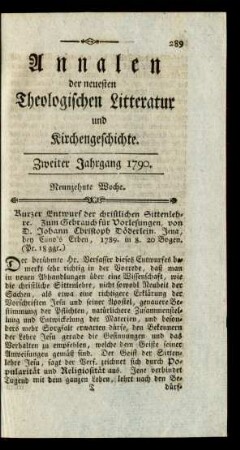 289
Annalen
der neuesten
Theologischen Litteratur
und
Kirchengeschichte.
Zweiter Jahrgang 1790.
Neunzehnte Woche.
Kurzer Entwurf der christlichen Sittenleh-
re. Zum Gebrauch für Vorlesungen, von
D. Johann Christoph Döderlein. Jena,
bey Cuno's Erben, 1789. in 8. 20 Bogen.
(Pr. 18 ggr.)
Der berühmte Hr. Verfasser dieses Entwurfes be-
merkt sehr richtig in der Vorrede, daß man
in neuen Abhandlungen über eine Wissenschaft, wie
die christliche Sittenlehre, nicht sowohl Neuheit der
Sachen, als etwa eine richtigere Erklärung der
Vorschriften Jesu und seiner Apostel, genauere Be-
stimmung der Pflichten, natürlichere Zusammenstel-
lung und Entwickelung der Materien, und beson-
ders mehr Sorgfalt erwarten dürfe, den Bekennern
der Lehre Jesu gerade die Gesinnungen und das
Verhalten zu empfehlen, welche dem Geiste seiner
Anweisungen gemäß sind. Der Geist der Sitten-
lehre Jesu, sagt der Verf. zeichnet sich durch Po-
pularität und Religiosität aus. Jene verbindet
Tugend mit dem ganzen Leben, lehrt nach den Be-
T dürf-